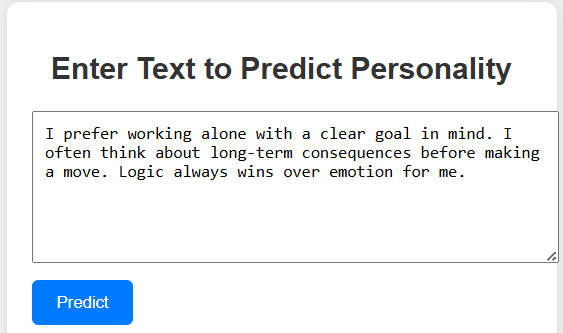 Enter Text to Predict Personality
I prefer working alone with a clear goal in mind. I
often think about long-term consequences before making
a move. Logic always wins over emotion for me.
Predict